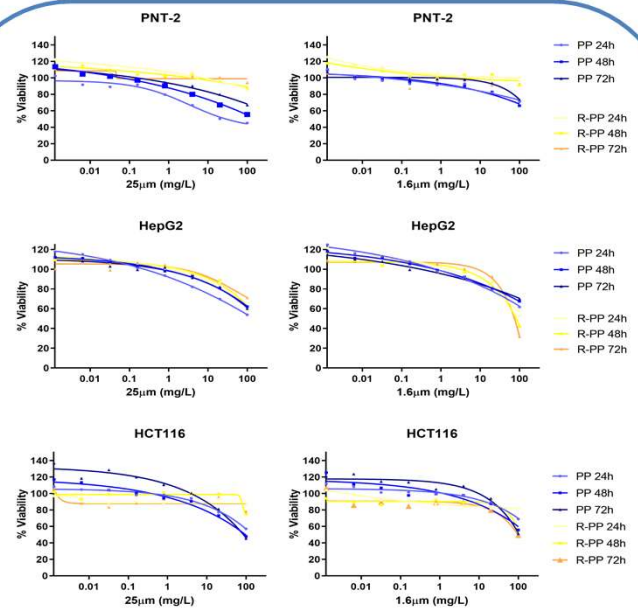 PNT-2
% Viability
140
120
100
80
60
40
20
0
0.01 0.1 1 10 100
25µm (mg/L)
PNT-2
% Viability
140
120
100
80
60
40
20
0
0.01 0.1 1 10 100
1.6µm (mg/L)
PP 24h
PP 48h
PP 72h
R-PP 24h
R-PP 48h
R-PP 72h
HepG2
% Viability
120
100
80
60
40
20
0
0.01 0.1 1 10 100
25µm (mg/L)
HepG2
% Viability
120
100
80
60
40
20
0
0.01 0.1 1 10 100
1.6µm (mg/L)
PP 24h
PP 48h
PP 72h
R-PP 24h
R-PP 48h
R-PP 72h
HCT116
% Viability
140
120
100
80
60
40
20
0
0.01 0.1 1 10 100
25µm (mg/L)
HCT116
% Viability
140
120
100
80
60
40
20
0
0.01 0.1 1 10 100
1.6µm (mg/L)
PP 24h
PP 48h
PP 72h
R-PP 24h
R-PP 48h
R-PP 72h